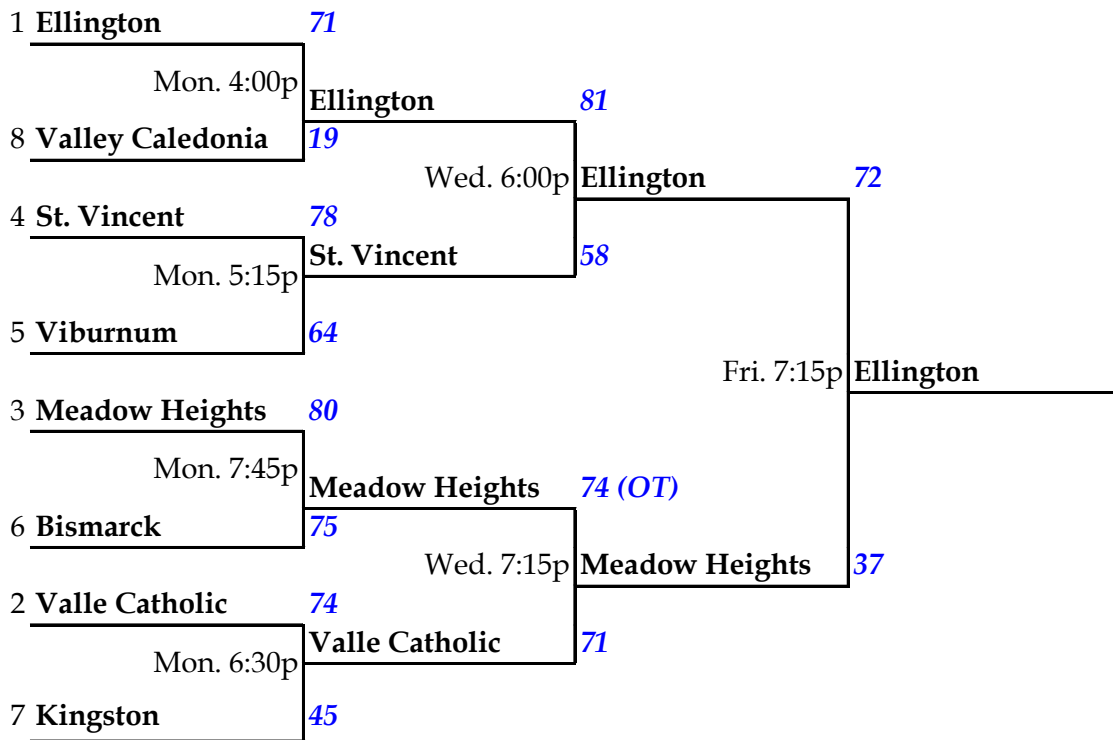 1 Ellington 71
Mon. 4:00p
Ellington 81
8 Valley Caledonia 19
Wed. 6:00p Ellington 72
4 St. Vincent 78
St. Vincent 58
Mon. 5:15p
5 Viburnum 64
Fri. 7:15p Ellington
3 Meadow Heights 80
Mon. 7:45p
Meadow Heights 74 (OT)
6 Bismarck 75
Wed. 7:15p Meadow Heights 37
2 Valle Catholic 74
Valle Catholic 71
Mon. 6:30p
7 Kingston 45